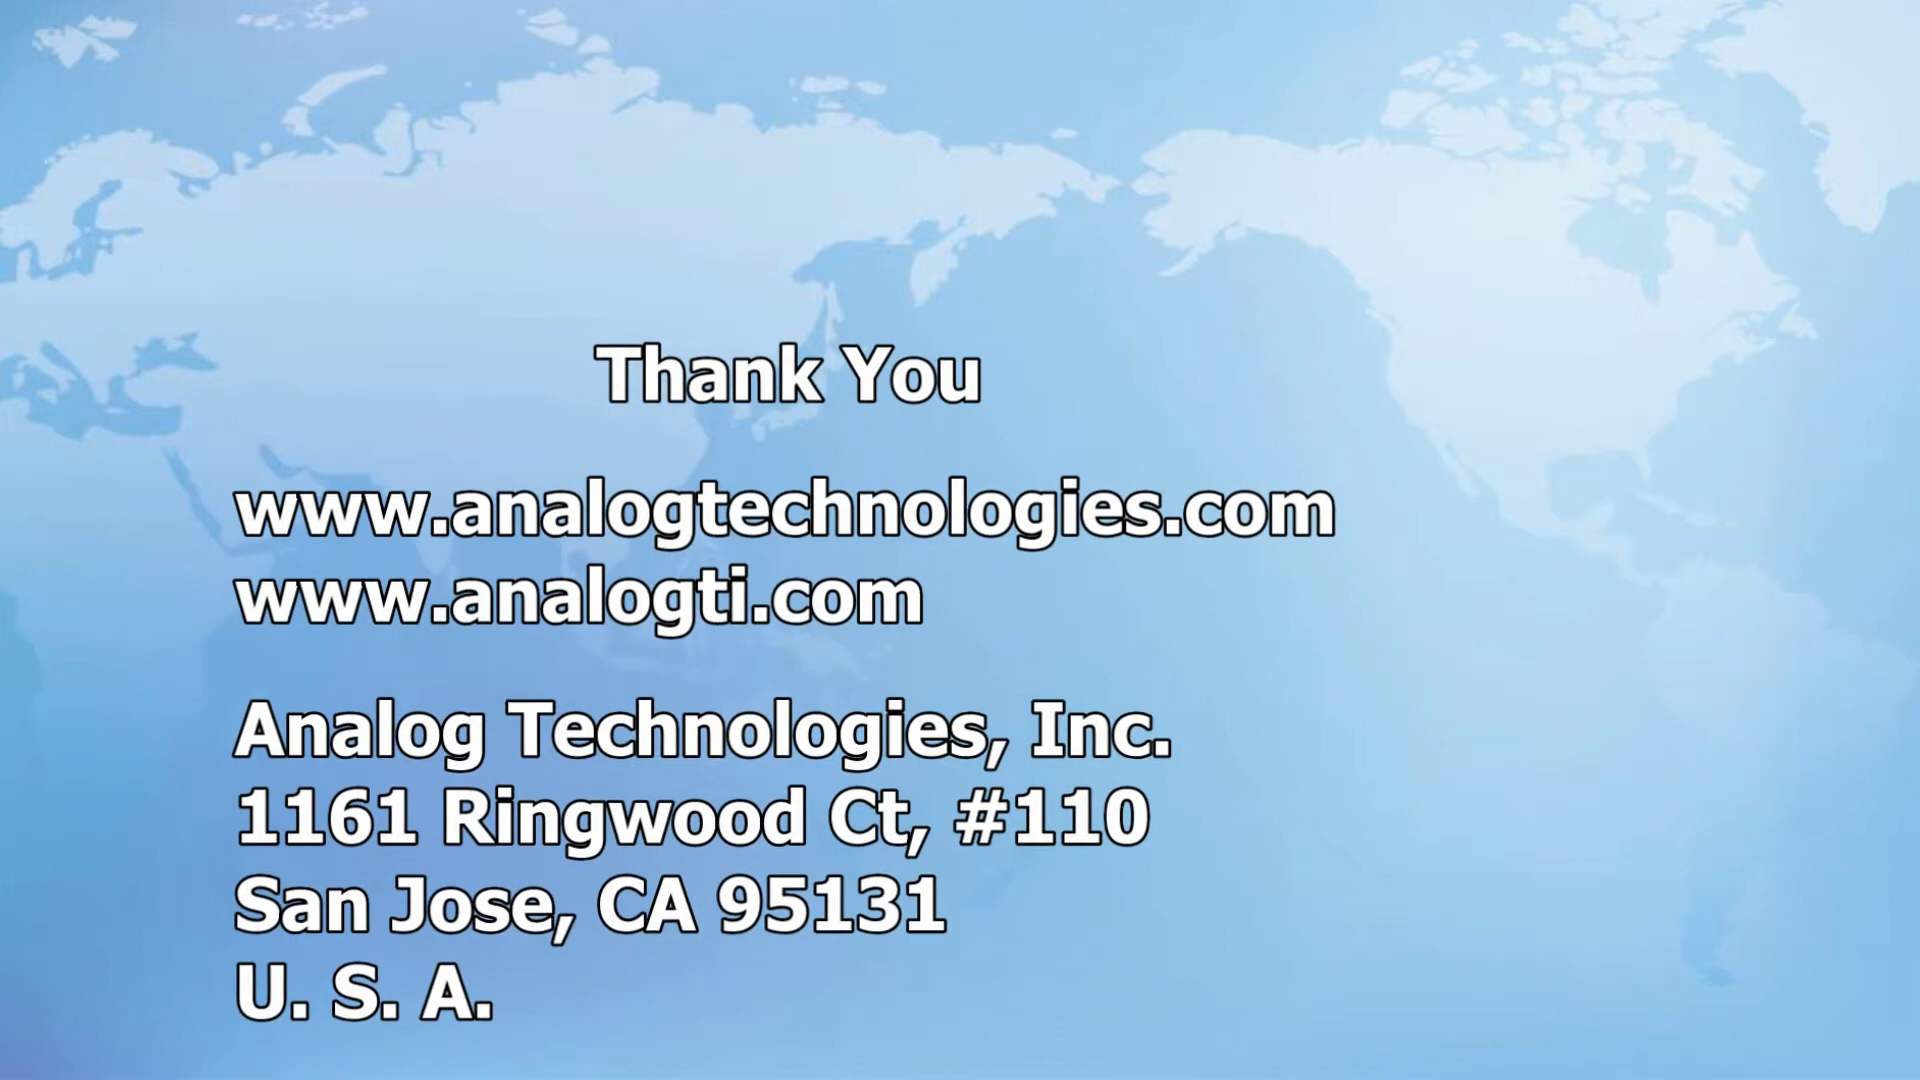 Thank You
www.analogtechnologies.com
www.analogti.com
Analog Technologies, Inc.
1161 Ringwood Ct, #110
San Jose, CA 95131
U. S. A.